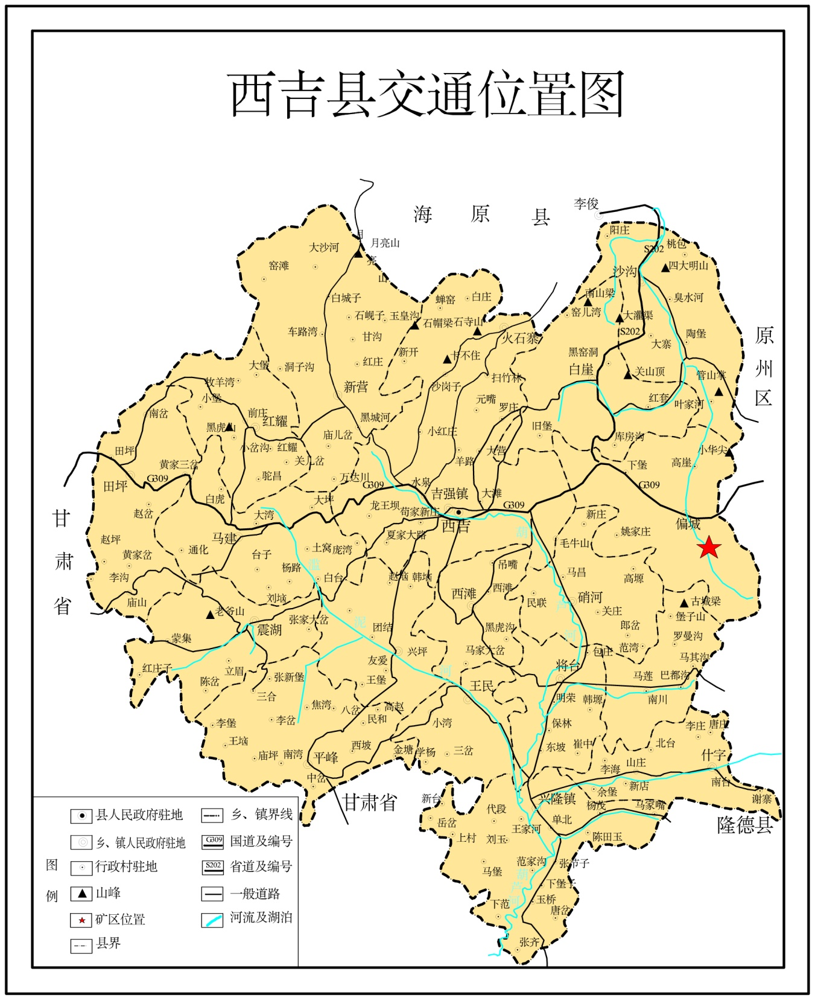 西吉县交通位置图
李俊
海原县
阳庄
月
月亮山
亮
山
大沙河
窑滩
S202
桃包
四大明山
沙沟
白城子
蝉窑
白庄
南山梁
窑儿湾
臭水河
石岘子
玉皇沟
石帽梁
石寺山
大灌渠
车路湾
甘沟
火石寨
S202
陶堡
原州区
新开
卡不住
大寨
黑窑洞
大堡
洞子沟
红庄
白崖
关山顶
管山掌
牧羊湾
新营
沙岗子
扫竹林
小堡
元嘴
罗庄
红套
叶家河
南岔
前庄
红耀
黑虎山
黑城河
小红庄
旧堡
庙儿岔
库房沟
小岔沟
红耀
田坪
关儿岔
羊路
大营
小华尖
黄家三岔
下堡
高崖
田坪
G309
驼昌
万达川
G309
水泉
G309
白虎
大坪
吉强镇
大滩
甘肃省
赵岔
大湾
龙王坝
苟家新庄
G309
西吉
新庄
偏城
马建
夏家大路
葫
姚家庄
赵坪
黄家岔
通化
台子
土窝
庞湾
毛牛山
杨路
滥
吊嘴
马昌
李沟
白台
赵垴
韩垴
高塬
西滩
西滩
庙山
刘垴
民联
硝河
古城梁
老爷山
芦
关庄
堡子山
张家大岔
泥
震湖
团结
黑虎沟
郎岔
河
罗曼沟
蒙集
兴坪
马家大岔
包庄
范湾
友爱
马其沟
红庄子
立眉
河
将台
张新堡
马莲
巴都沟
陈岔
王堡
王民
三合
明荣
韩塬
南川
焦湾
八岔
高赵
李堡
李岔
民和
小湾
保林
李庄
唐庄
王垴
西坡
东坡
崔中
北台
庙坪
南湾
平峰
金塘
学杨
三岔
什字
李海
山庄
中岔
南台
余堡
新店
甘肃省
新台
兴隆镇
谢寨
代段
杨茂
马家嘴
岳岔
王家河
单北
隆德县
上村
刘玉
陈田玉
范家沟
张节子
马堡
葫
芦
河
下堡子
下范
玉桥
唐岔
张齐
图例
县人民政府驻地
乡、镇人民政府驻地
行政村驻地
山峰
矿区位置
县界
乡、镇界线
G309
国道及编号
S202
省道及编号
一般道路
河流及湖泊